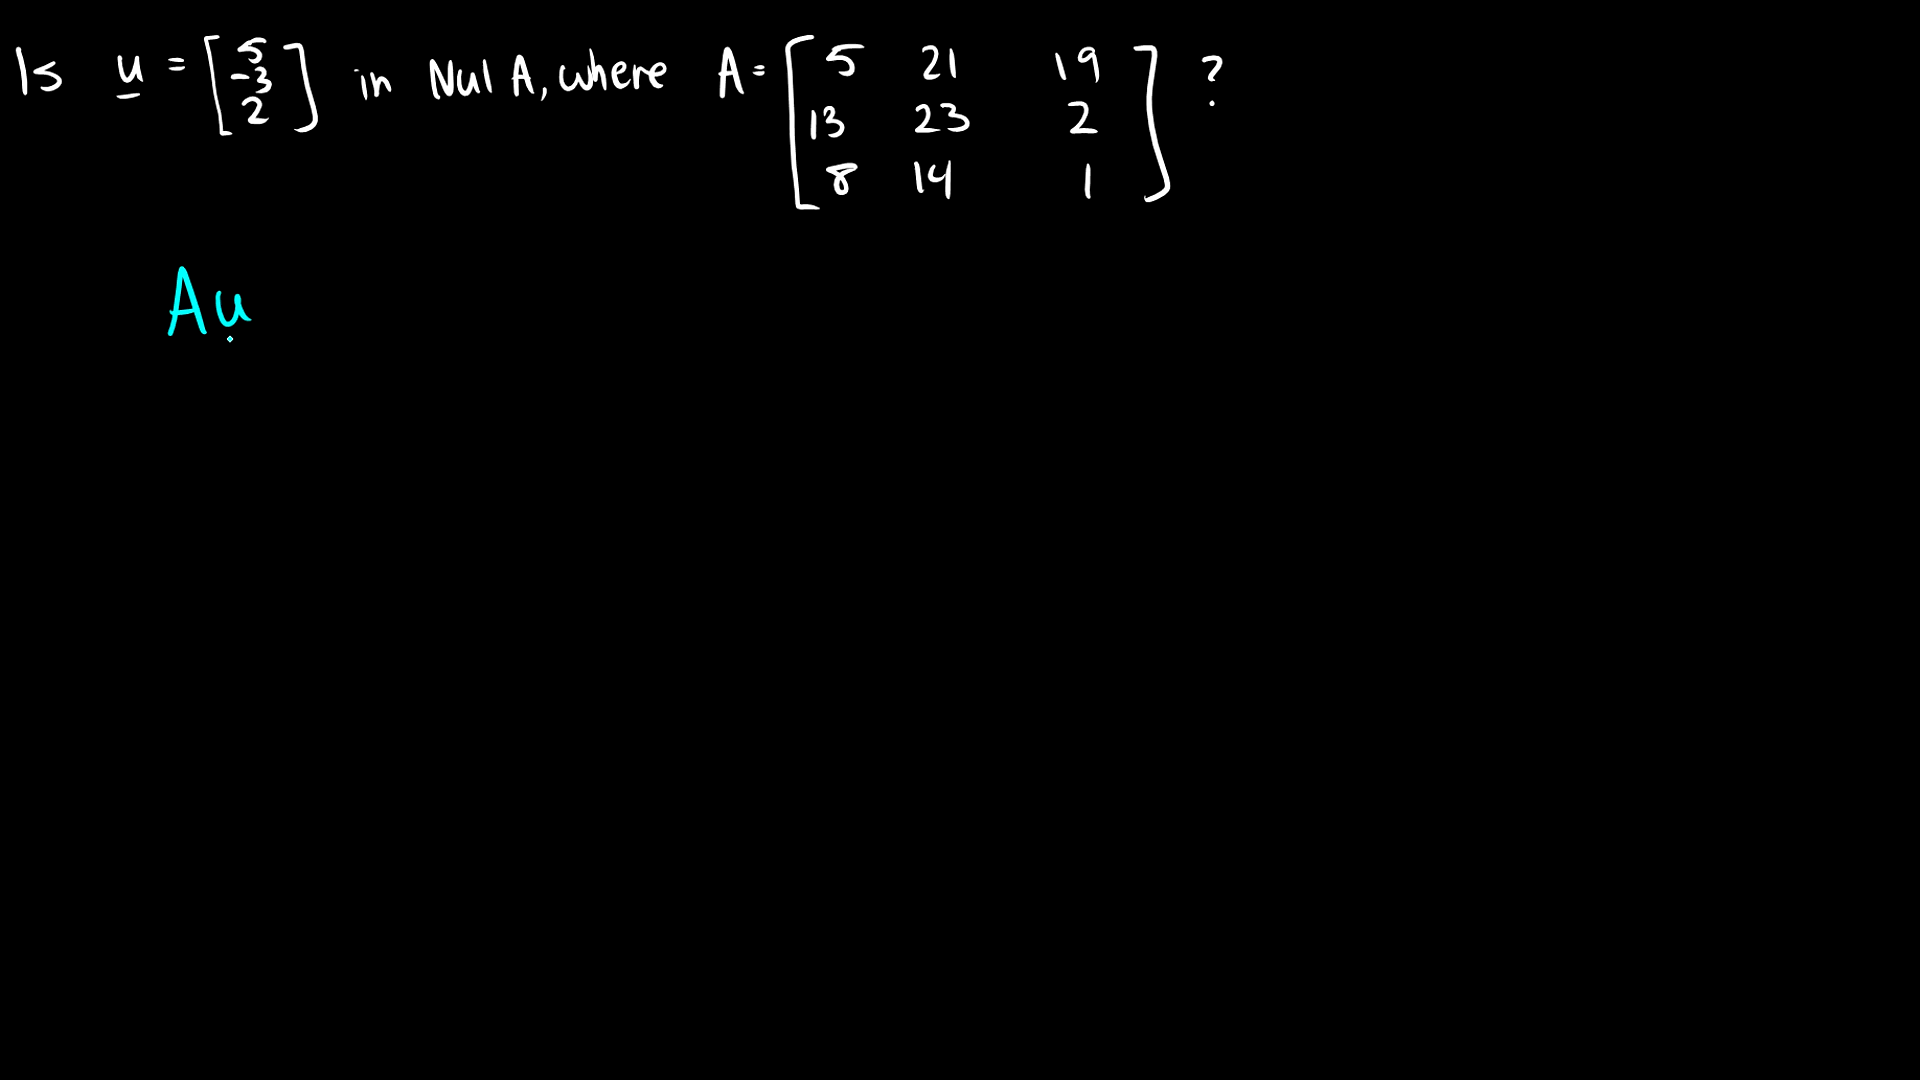 Is u = [5 -3 2] in Nul A, where A = [5 21 19
13 23 2
8 14 1] ?
Au